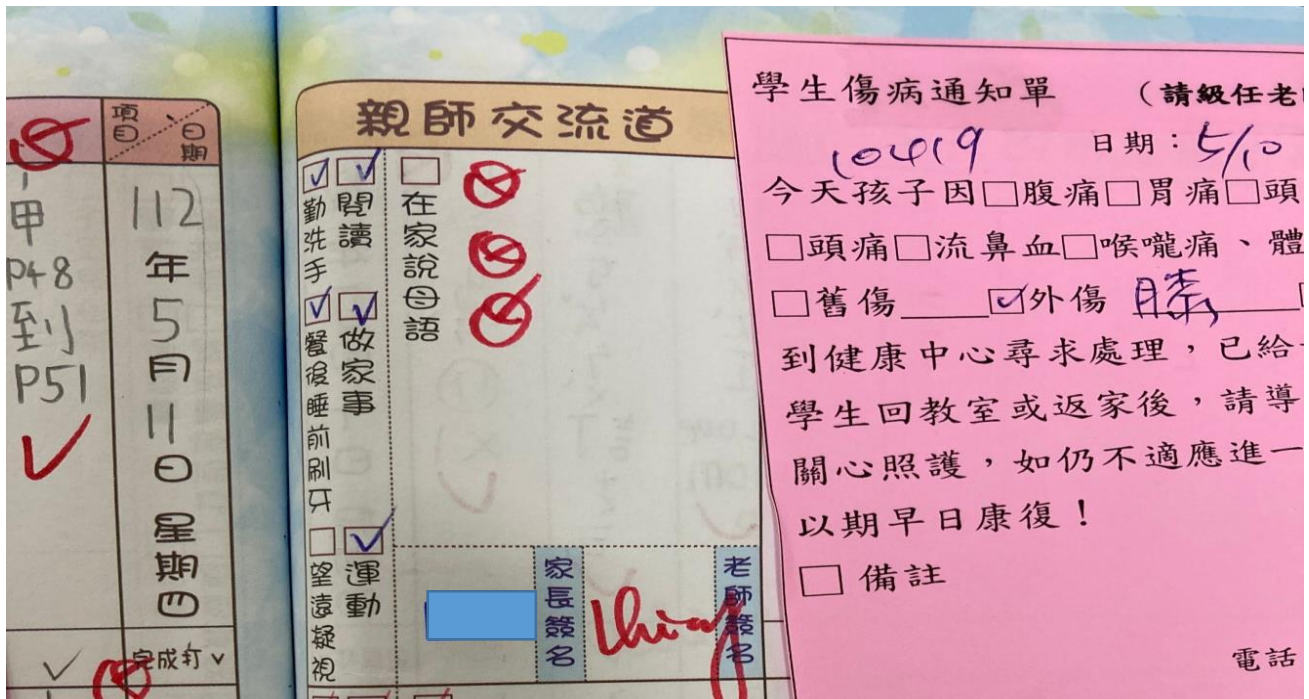 甲
P48
到
P51
項目
日期
112
年
5
月
11
日
星期四
完成打ˇ
親師交流道
閱讀
勤洗手
做家事
餐後睡前刷牙
運動
望遠凝視
在家說母語
家長簽名
老師簽名
學生傷病通知單 （請級任老
10419 日期：5/10
今天孩子因□腹痛□胃痛□頭
□頭痛□流鼻血□喉嚨痛、體
□舊傷____☑外傷 膝
到健康中心尋求處理，已給
學生回教室或返家後，請導
關心照護，如仍不適應進一
以期早日康復！
□ 備註
電話